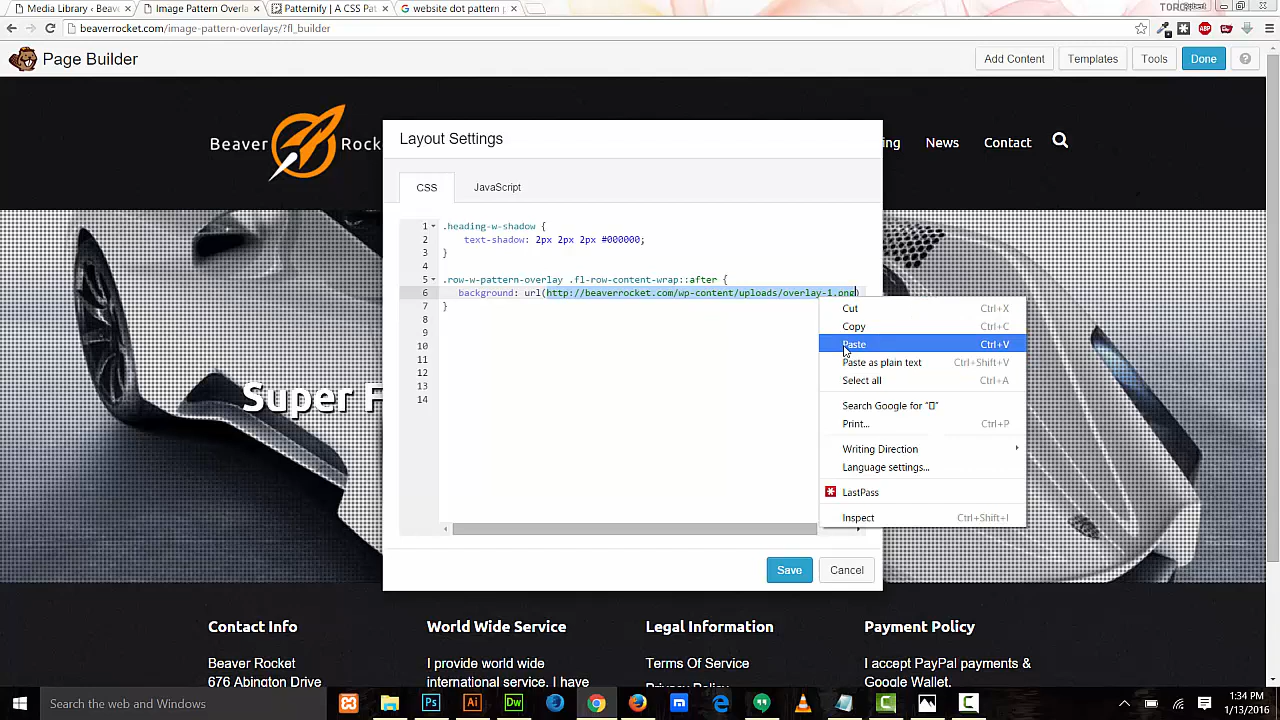 Media Library ‹ Beav
Image Pattern Overla
Patternify | A CSS Pat
website dot pattern
beaverrocket.com/image-pattern-overlays/?fl_builder
Page Builder
Add Content
Templates
Tools
Done
?
Beaver
Rock
News
Contact
Layout Settings
CSS
JavaScript
1 .heading-w-shadow {
2 text-shadow: 2px 2px 2px #000000;
3 }
4
5 .row-w-pattern-overlay .fl-row-content-wrap::after {
6 background: url(http://beaverrocket.com/wp-content/uploads/overlay-1.png)
7 }
8
9
10
11
12
13
14
Cut Ctrl+X
Copy Ctrl+C
Paste Ctrl+V
Paste as plain text Ctrl+Shift+V
Select all Ctrl+A
Search Google for “”
Print... Ctrl+P
Writing Direction
Language settings...
LastPass
Inspect Ctrl+Shift+I
Super F
Save
Cancel
Contact Info
World Wide Service
Legal Information
Payment Policy
Beaver Rocket
676 Abington Drive
I provide world wide
international service. I have
Terms Of Service
Privacy Policy
I accept PayPal payments &
Google Wallet.
Search the web and Windows
Ps
Ai
Dw
1:34 PM
1/13/2016